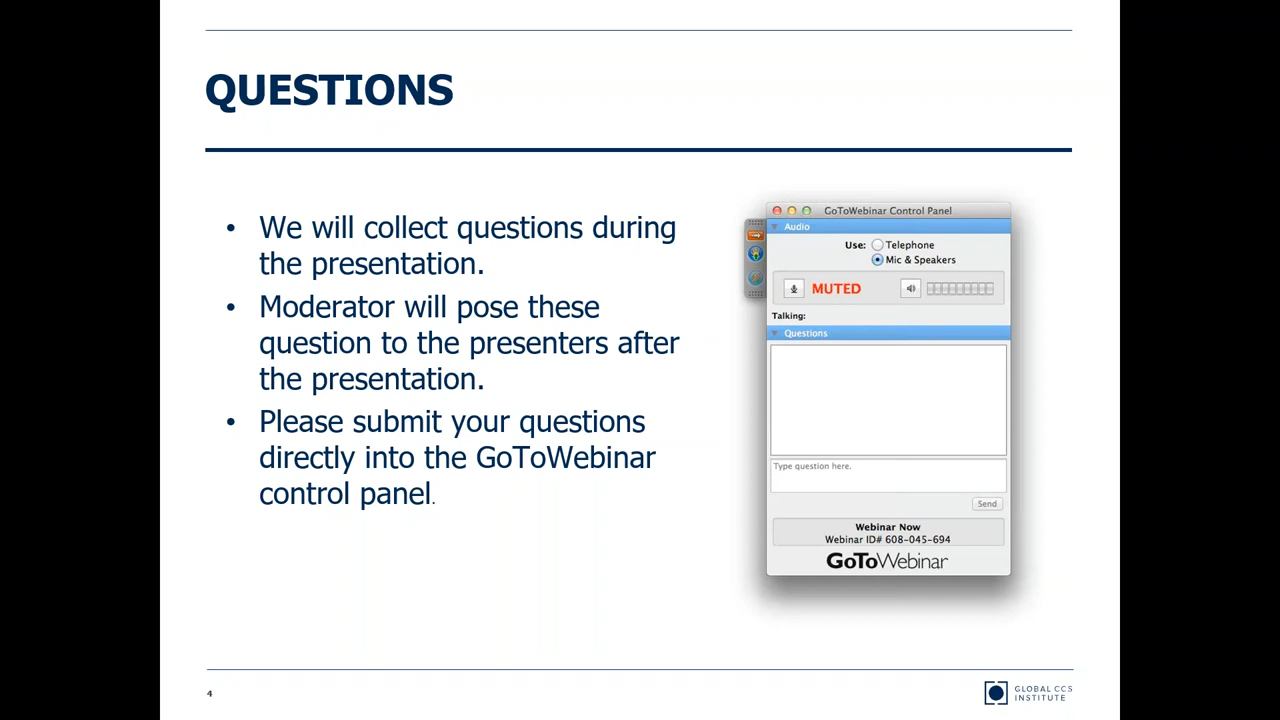 QUESTIONS
• We will collect questions during
the presentation.
• Moderator will pose these
question to the presenters after
the presentation.
• Please submit your questions
directly into the GoToWebinar
control panel.
GoToWebinar Control Panel
Audio
Use: Telephone
Mic & Speakers
MUTED
Talking:
Questions
Type question here.
Send
Webinar Now
Webinar ID# 608-045-694
GoToWebinar
4
GLOBAL CCS
INSTITUTE